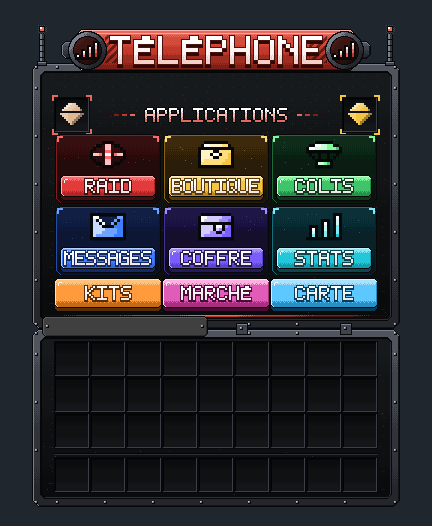 TÉLÉPHONE
APPLICATIONS
RAID BOUTIQUE COLIS
MESSAGES COFFRE STATS
KITS MARCHÉ CARTE